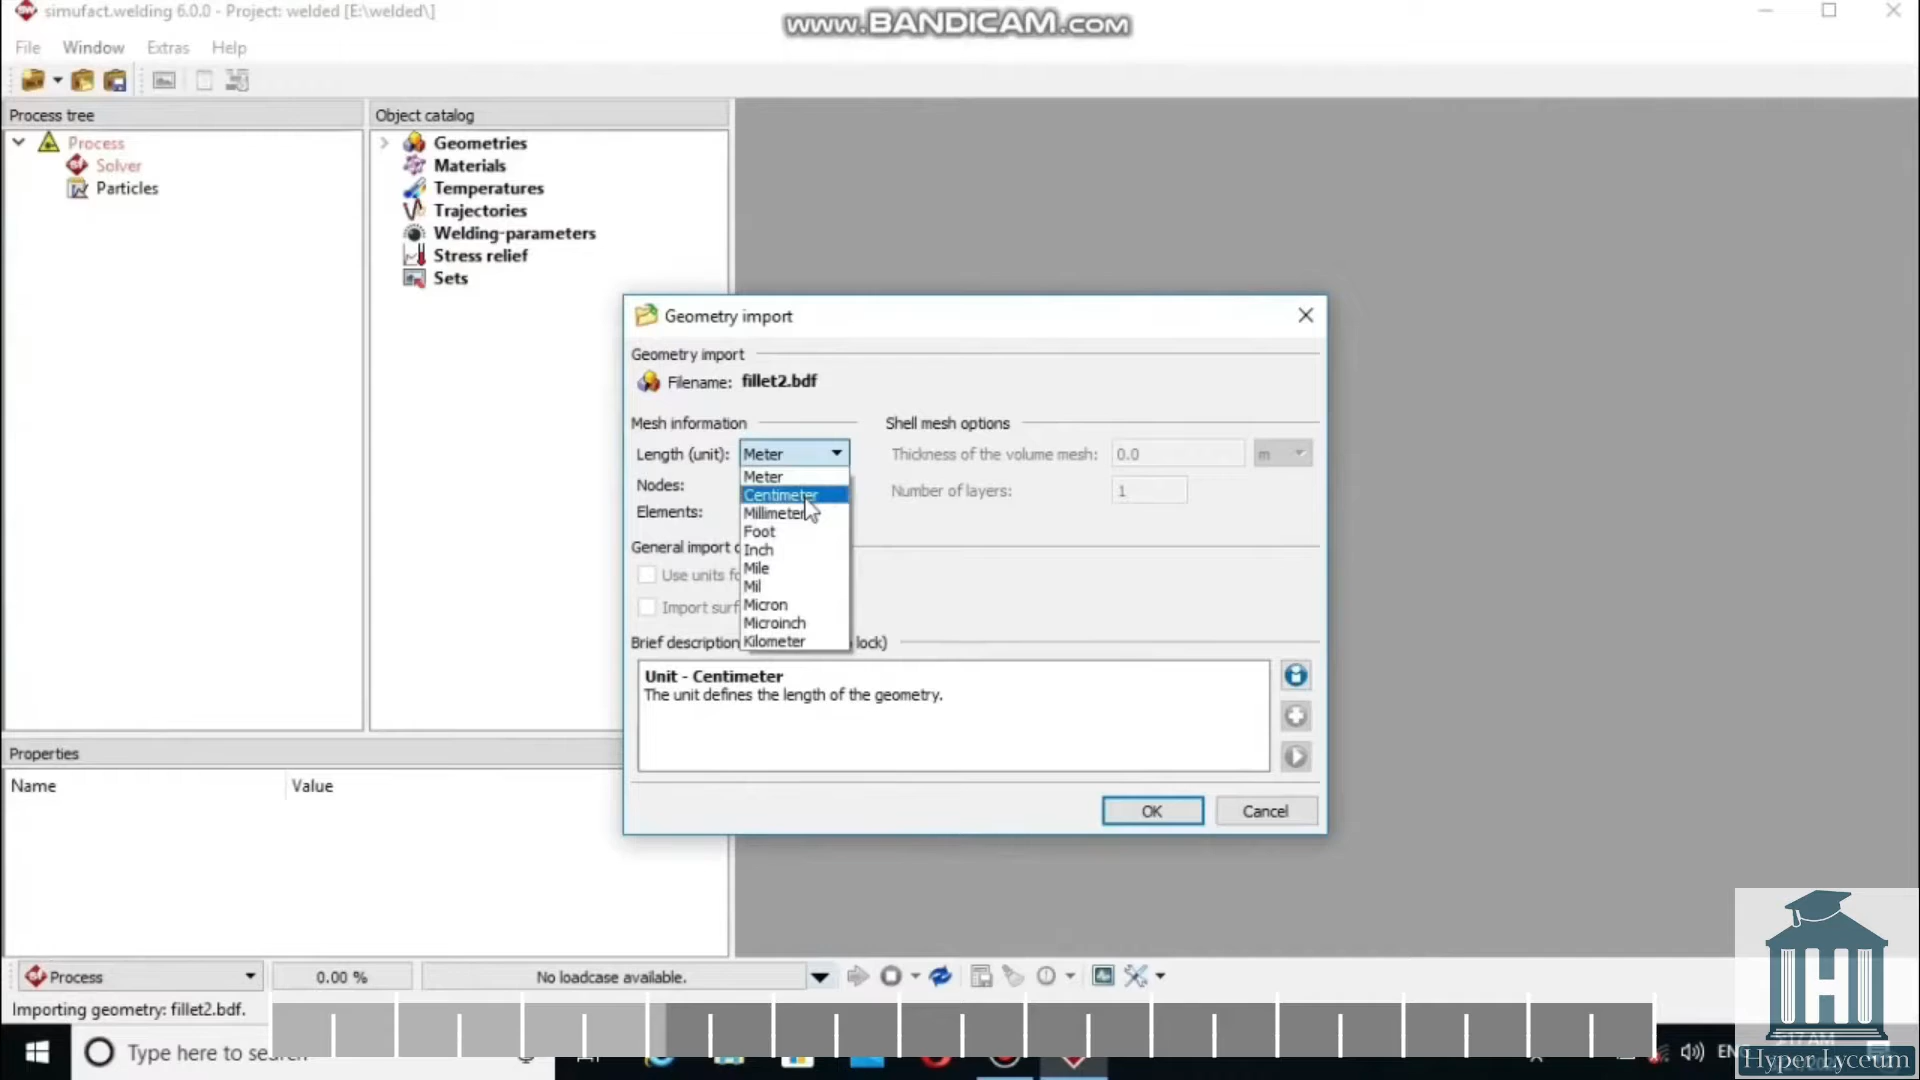 simufact.welding 6.0.0 - Project: welded [E:\welded\]
www.BANDICAM.com
File Window Extras Help
Process tree
Object catalog
Process
Solver
Particles
Geometries
Materials
Temperatures
Trajectories
Welding-parameters
Stress relief
Sets
Geometry import
Geometry import
Filename: fillet2.bdf
Mesh information
Shell mesh options
Length (unit): Meter
Thickness of the volume mesh: 0.0 m
Nodes:
Number of layers: 1
Elements:
Meter
Centimeter
Millimeter
Foot
Inch
Mile
Mil
Micron
Microinch
Kilometer
General import
Use units
Import
Brief description lock)
Unit - Centimeter
The unit defines the length of the geometry.
OK Cancel
Properties
Name Value
Process 0.00 % No loadcase available.
Importing geometry: fillet2.bdf.
Type here to
Hyper Lyceum